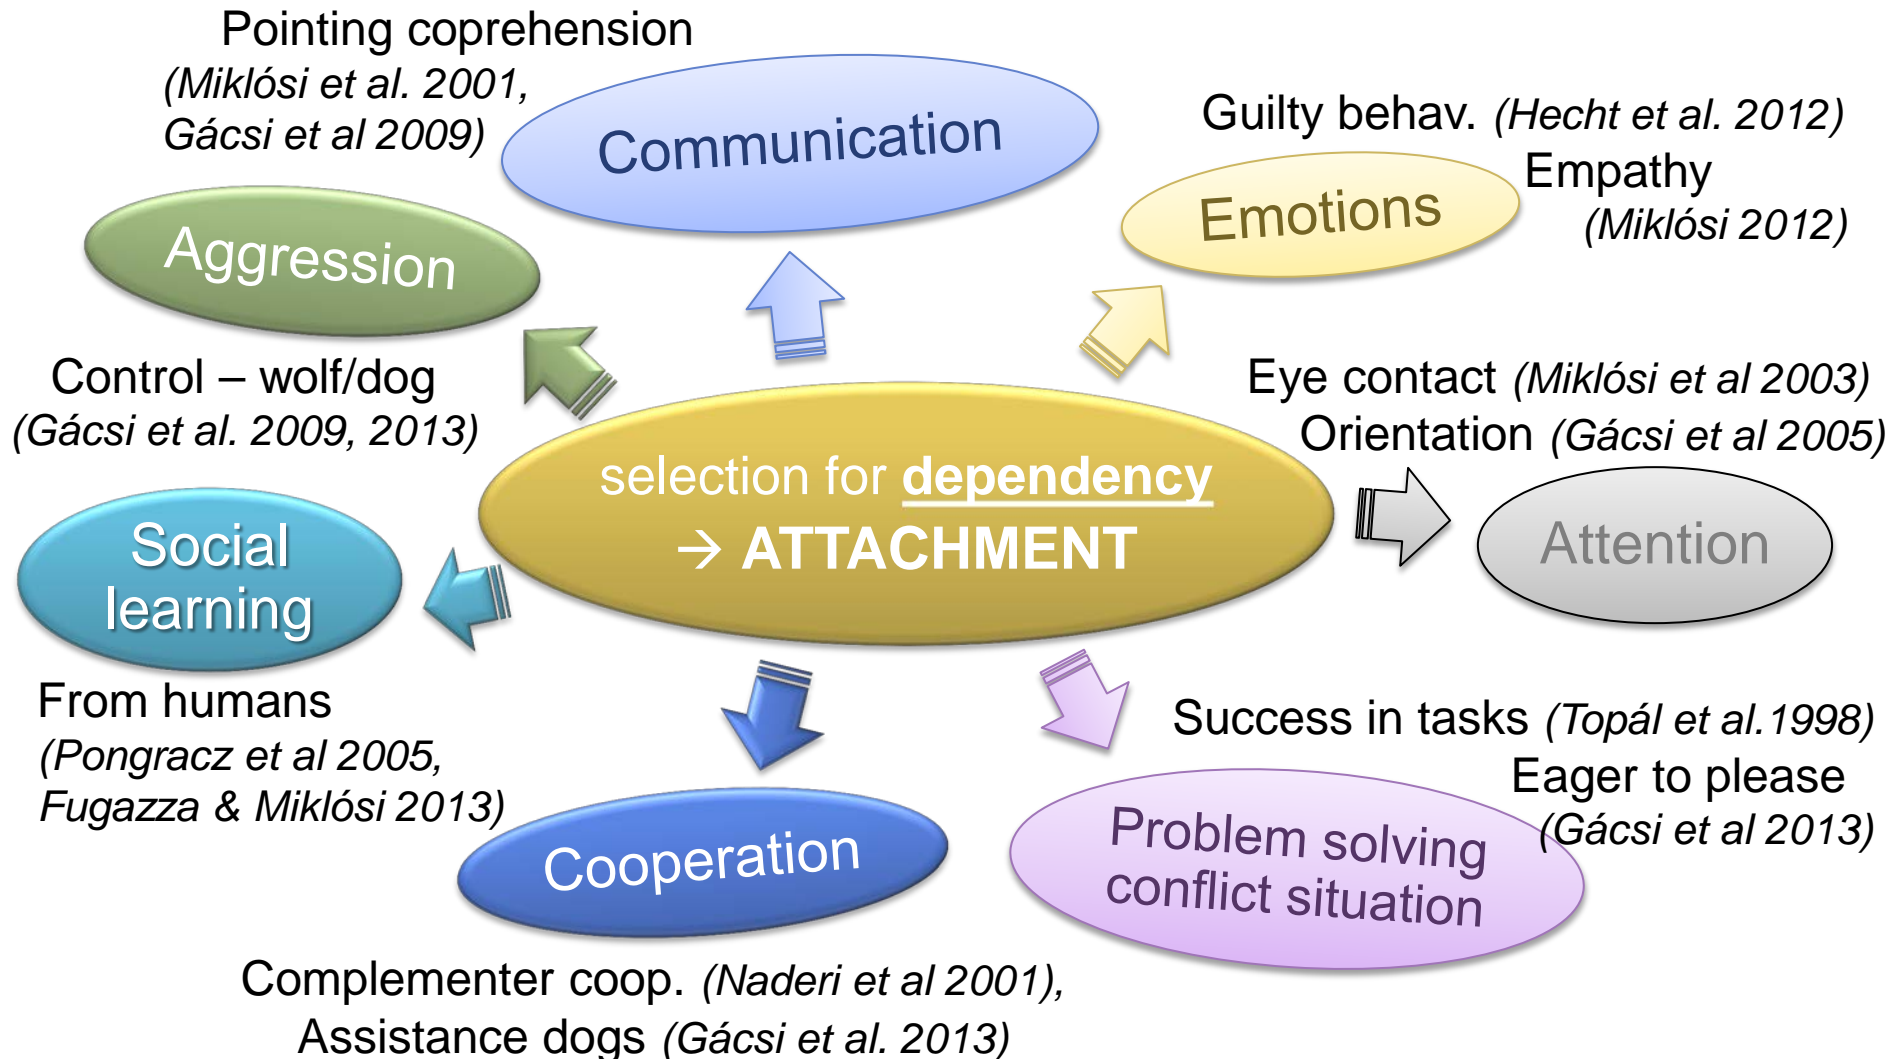 Pointing coprehension
(Miklósi et al. 2001,
Gácsi et al 2009)
Communication
Guilty behav. (Hecht et al. 2012)
Empathy
(Miklósi 2012)
Emotions
Aggression
Control – wolf/dog
(Gácsi et al. 2009, 2013)
Eye contact (Miklósi et al 2003)
Orientation (Gácsi et al 2005)
Attention
selection for dependency
→ ATTACHMENT
Social
learning
From humans
(Pongracz et al 2005,
Fugazza & Miklósi 2013)
Success in tasks (Topál et al.1998)
Eager to please
(Gácsi et al 2013)
Problem solving
conflict situation
Cooperation
Complementer coop. (Naderi et al 2001),
Assistance dogs (Gácsi et al. 2013)